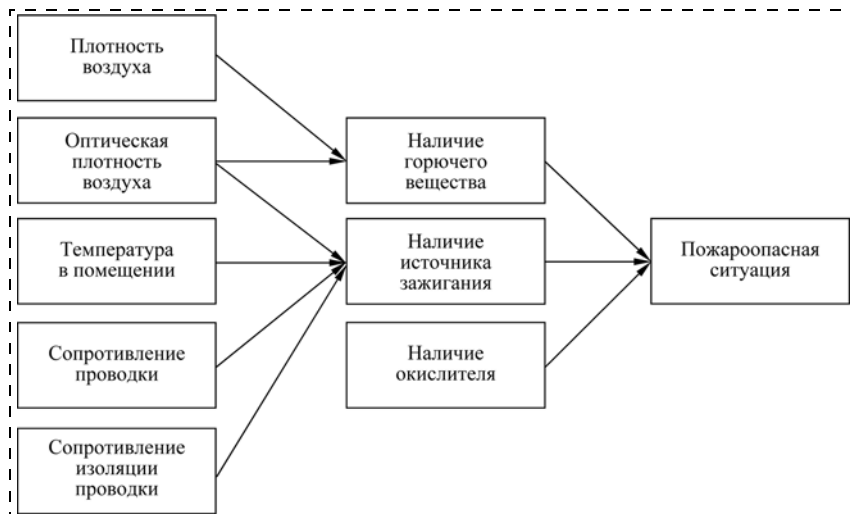 Плотность
воздуха
Оптическая
плотность
воздуха
Температура
в помещении
Сопротивление
проводки
Сопротивление
изоляции
проводки
Наличие
горючего
вещества
Наличие
источника
зажигания
Наличие
окислителя
Пожароопасная
ситуация